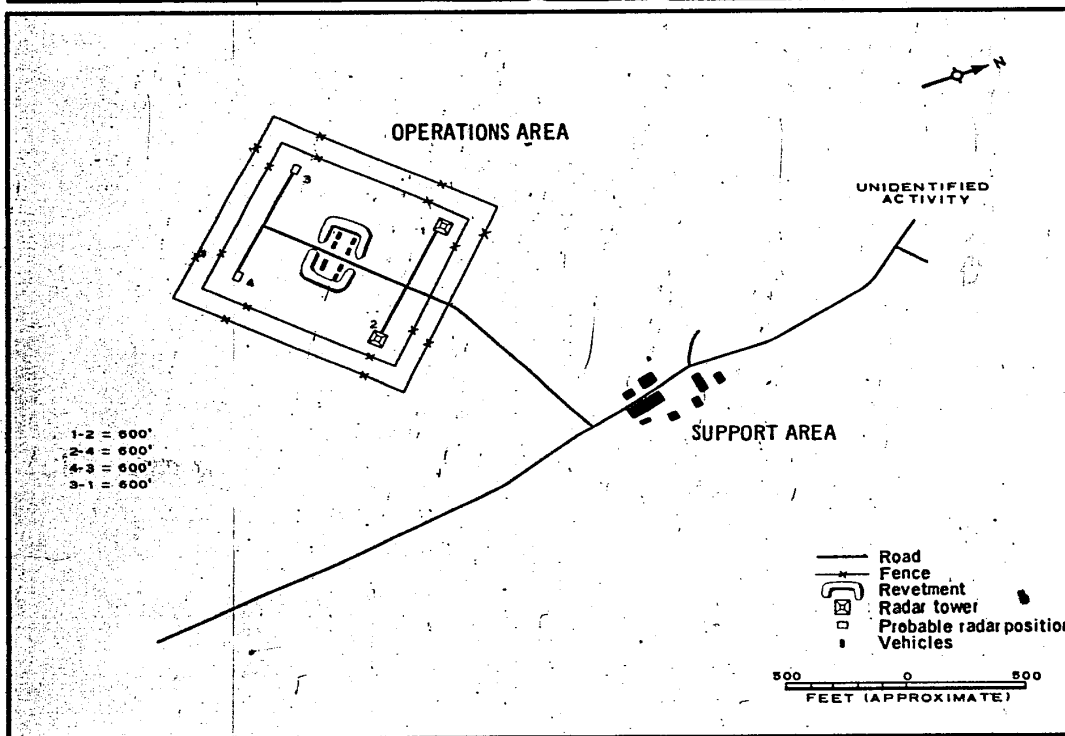 N
OPERATIONS AREA
UNIDENTIFIED
ACTIVITY
3
1
4
2
1-2 = 600'
2-4 = 600'
4-3 = 600'
3-1 = 600'
SUPPORT AREA
Road
Fence
Revetment
Radar tower
Probable radar position
Vehicles
500 0 500
FEET (APPROXIMATE)